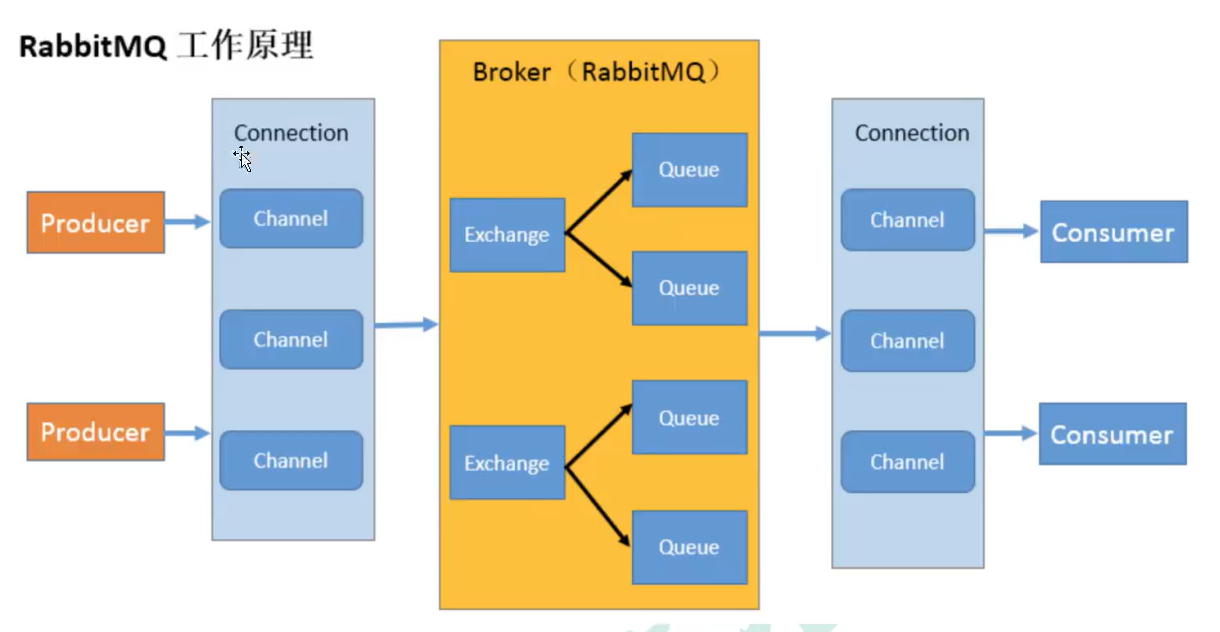 RabbitMQ 工作原理
Broker（RabbitMQ）
Connection
Connection
Producer
Channel
Exchange
Queue
Queue
Channel
Consumer
Channel
Channel
Producer
Channel
Exchange
Queue
Queue
Channel
Consumer